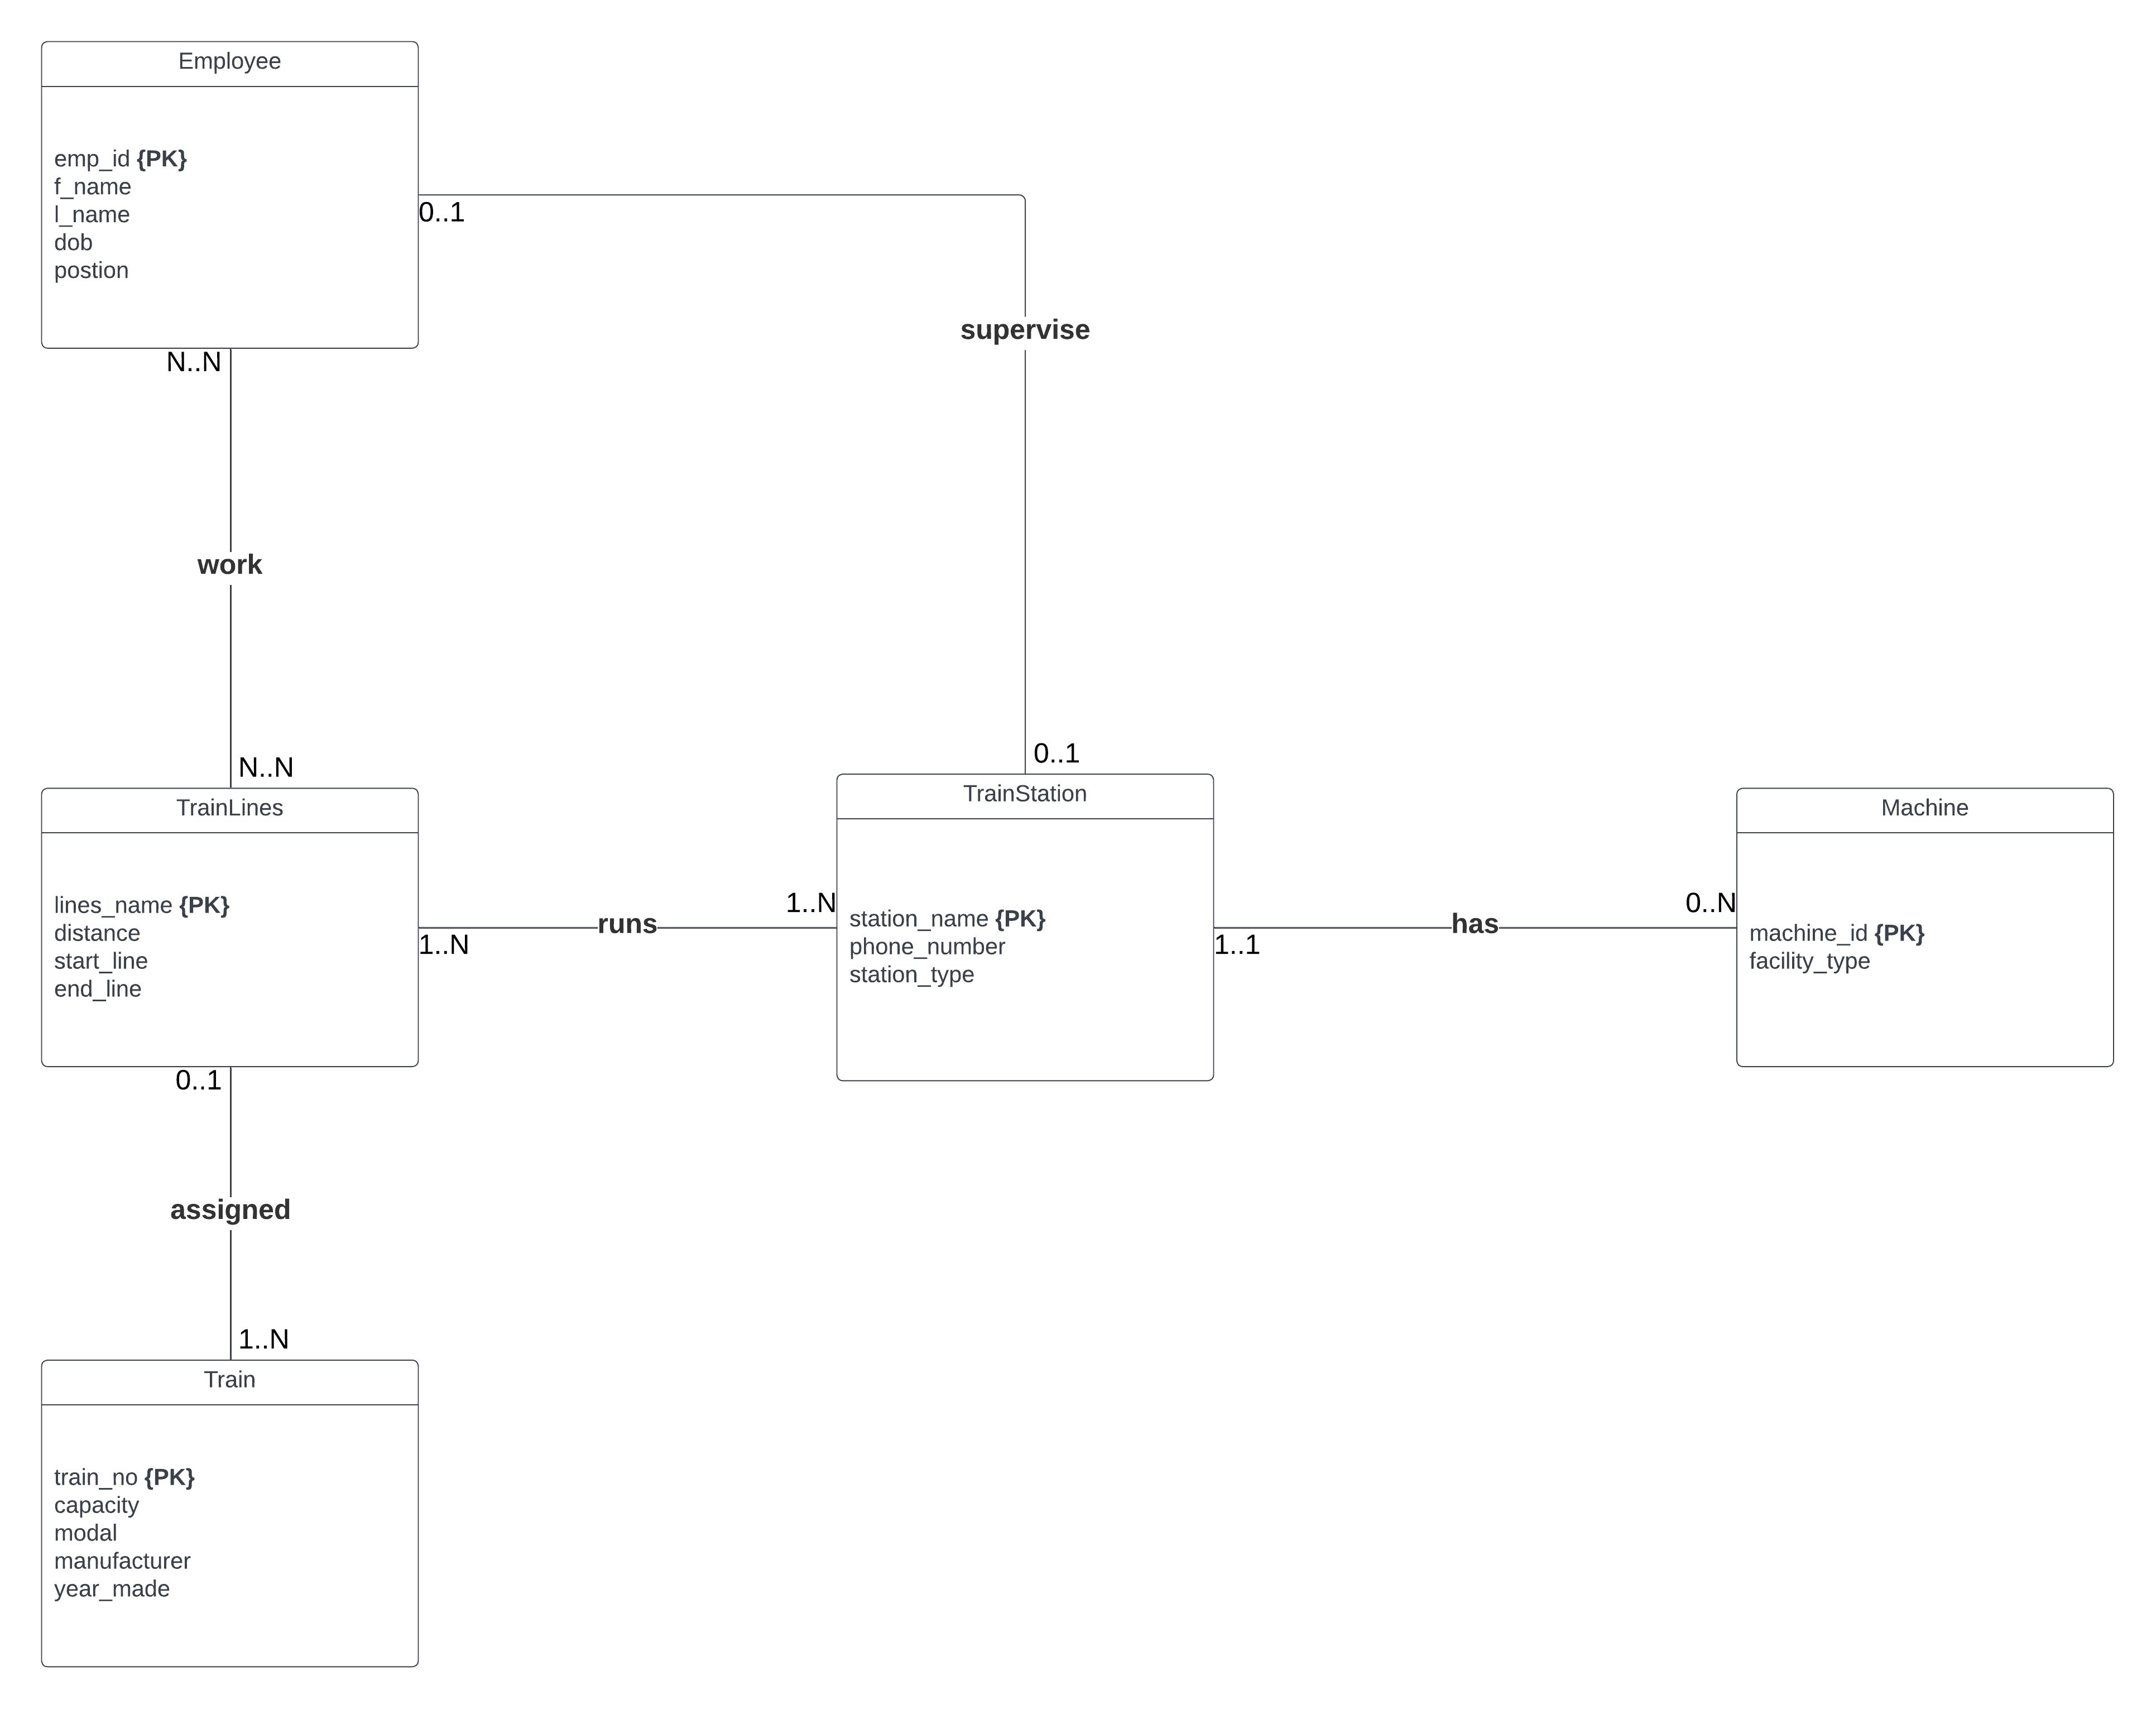 Employee
emp_id {PK}
f_name
l_name
dob
postion
0..1
supervise
N..N
work
N..N
0..1
TrainLines
lines_name {PK}
distance
start_line
end_line
1..N
runs
1..N
TrainStation
station_name {PK}
phone_number
station_type
1..1
has
0..N
Machine
machine_id {PK}
facility_type
0..1
assigned
1..N
Train
train_no {PK}
capacity
modal
manufacturer
year_made